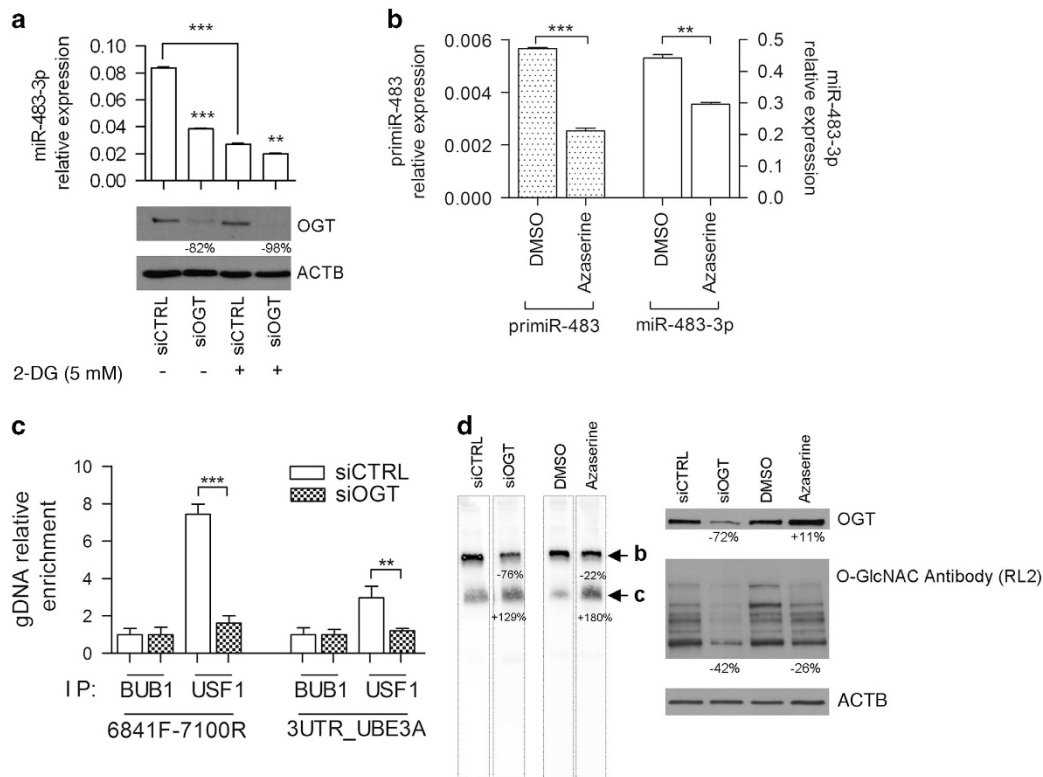 a
miR-483-3p
relative expression
0.10
0.08
0.06
0.04
0.02
0.00
***
***
**
OGT
-82%
-98%
ACTB
siCTRL
siOGT
siCTRL
siOGT
2-DG (5 mM)
-
-
+
+
b
primiR-483
relative expression
0.006
0.004
0.002
0.000
***
**
0.5
0.4
0.3
0.2
0.1
0.0
miR-483-3p
relative expression
DMSO
Azaserine
DMSO
Azaserine
primiR-483
miR-483-3p
c
gDNA relative
enrichment
10
8
6
4
2
0
siCTRL
siOGT
***
**
IP:
BUB1
USF1
BUB1
USF1
6841F-7100R
3UTR_UBE3A
d
siCTRL
siOGT
DMSO
Azaserine
b
-76%
-22%
c
+129%
+180%
siCTRL
siOGT
DMSO
Azaserine
OGT
-72%
+11%
O-GlcNAC Antibody (RL2)
-42%
-26%
ACTB